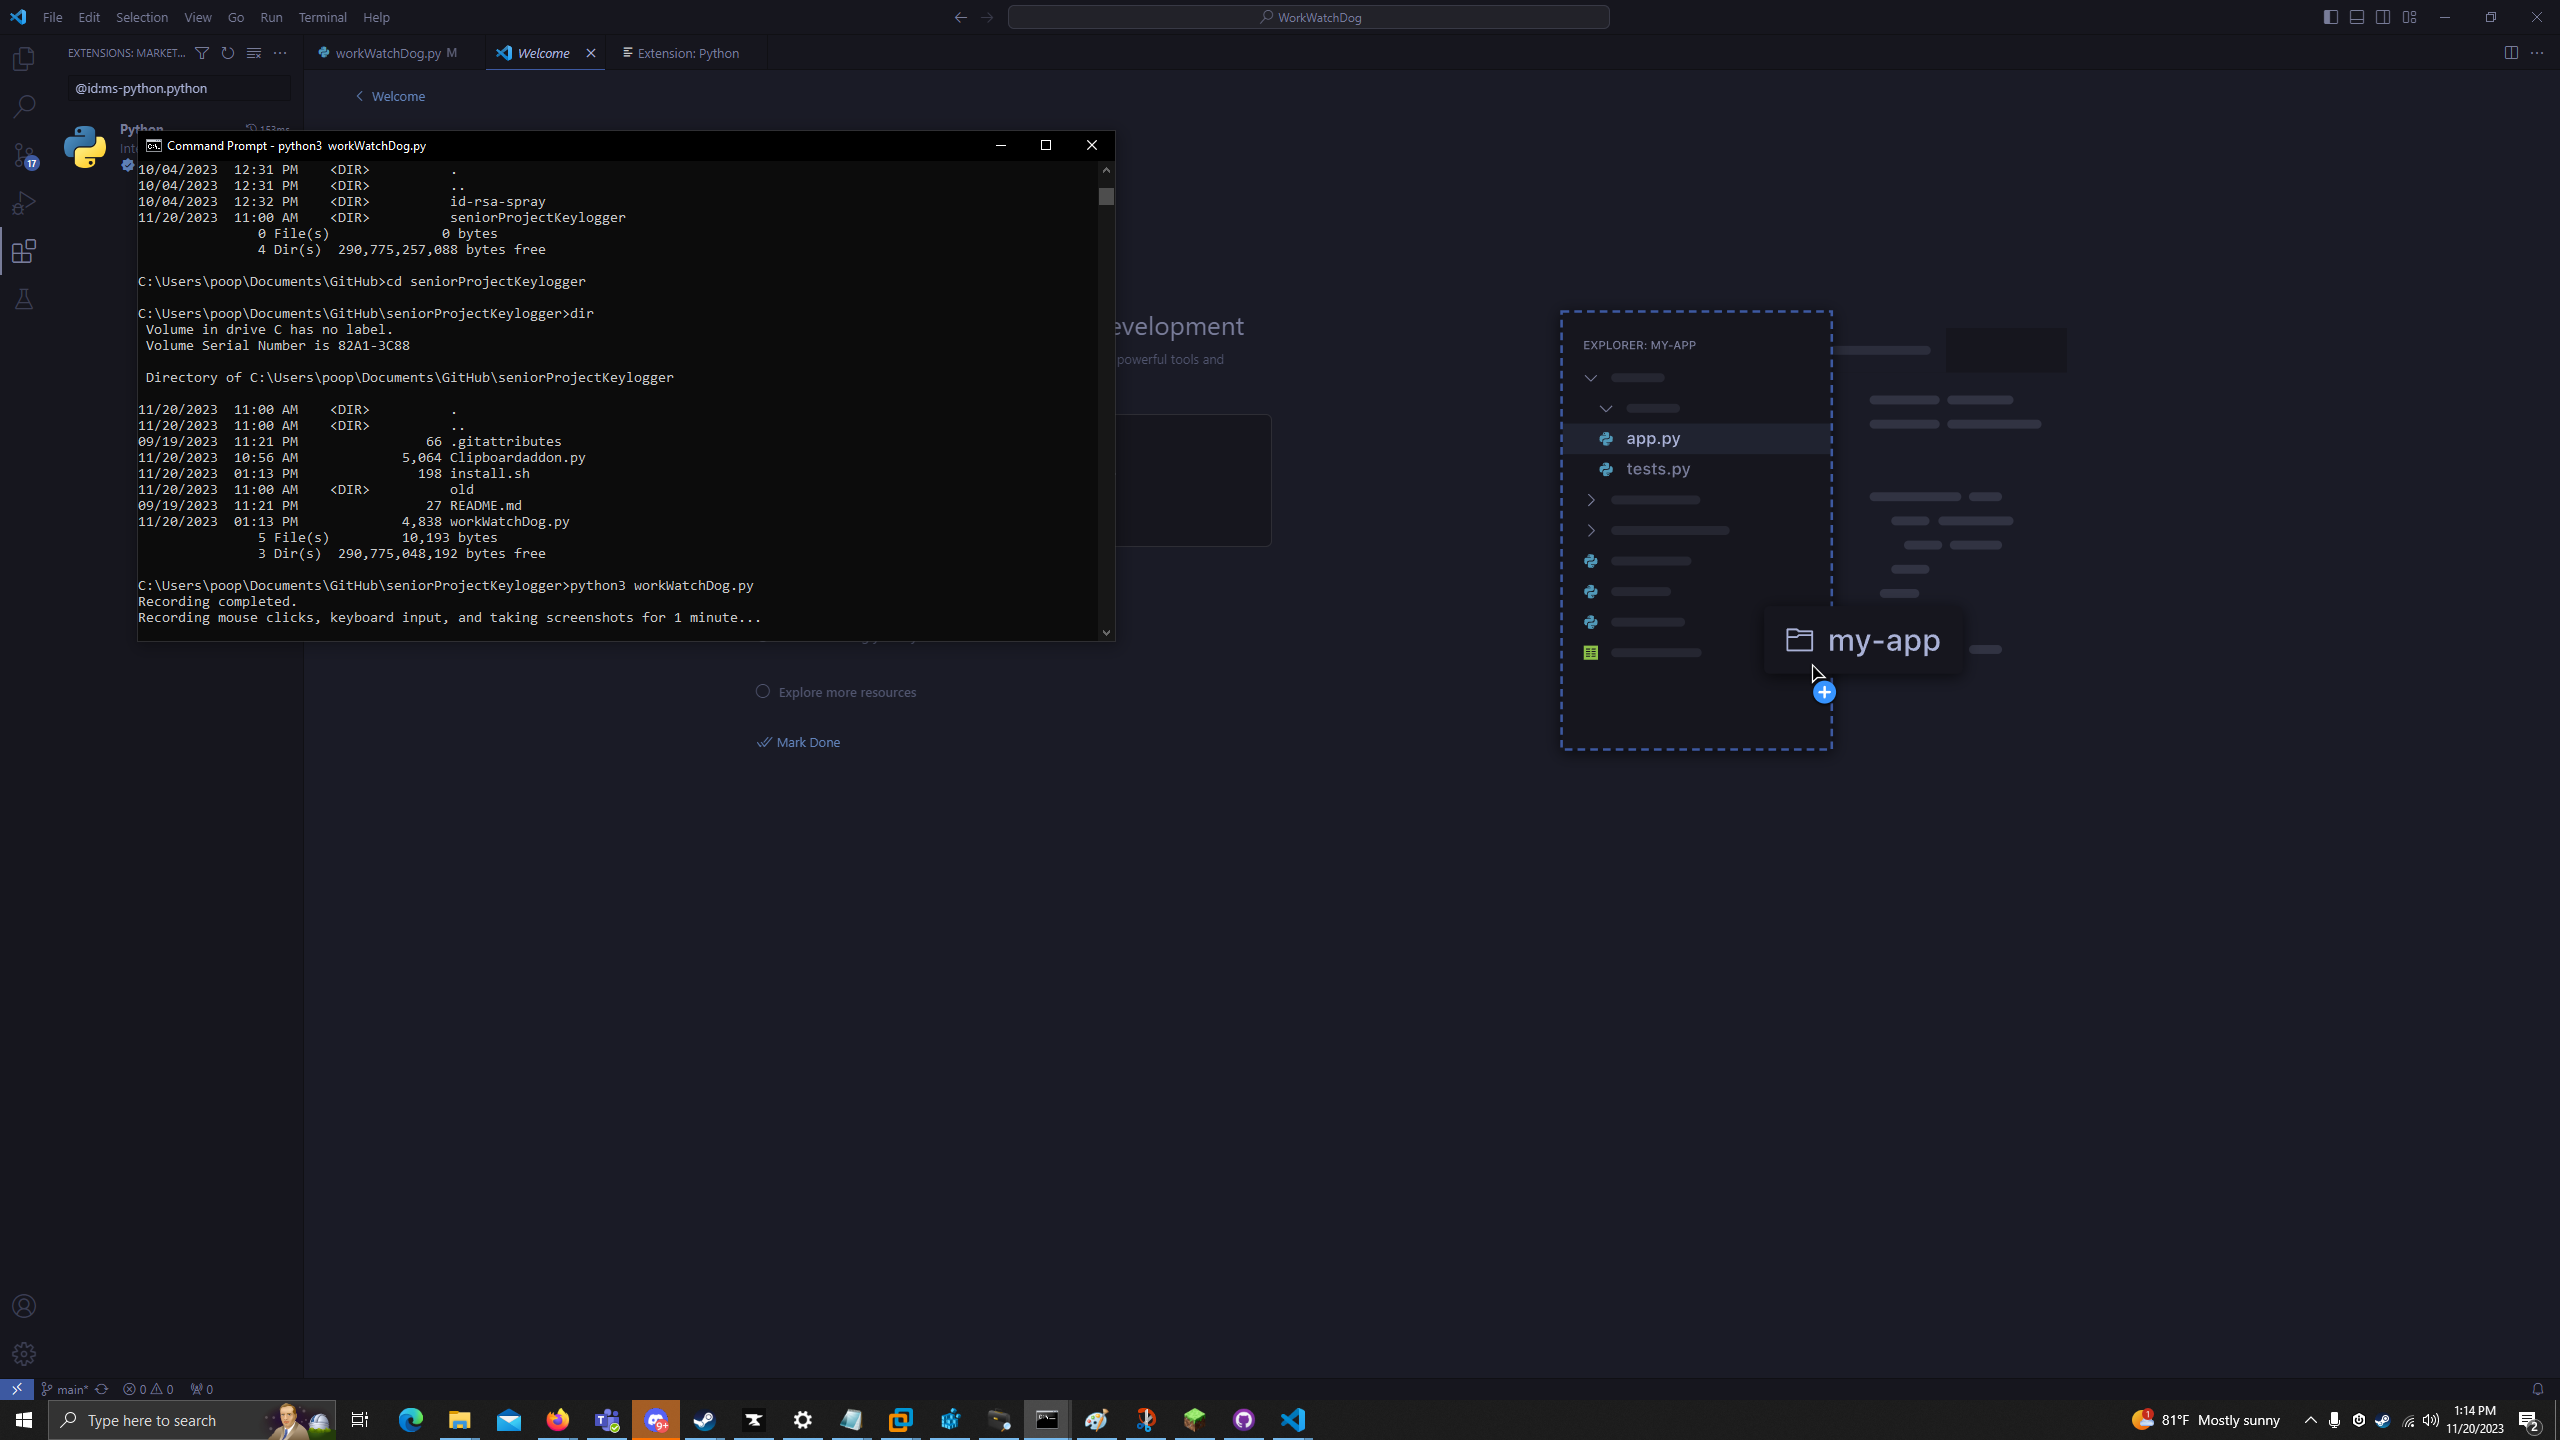 File Edit Selection View Go Run Terminal Help
WorkWatchDog
EXTENSIONS: MARKET...
workWatchDog.py M
Welcome
Extension: Python
@id:ms-python.python
Welcome
Python
153ms
17
Command Prompt - python3  workWatchDog.py
10/04/2023  12:31 PM    <DIR>          .
10/04/2023  12:31 PM    <DIR>          ..
10/04/2023  12:32 PM    <DIR>          id-rsa-spray
11/20/2023  11:00 AM    <DIR>          seniorProjectKeylogger
               0 File(s)              0 bytes
               4 Dir(s)  290,775,257,088 bytes free
C:\Users\poop\Documents\GitHub>cd seniorProjectKeylogger
C:\Users\poop\Documents\GitHub\seniorProjectKeylogger>dir
 Volume in drive C has no label.
 Volume Serial Number is 82A1-3C88
 Directory of C:\Users\poop\Documents\GitHub\seniorProjectKeylogger
11/20/2023  11:00 AM    <DIR>          .
11/20/2023  11:00 AM    <DIR>          ..
09/19/2023  11:21 PM                66 .gitattributes
11/20/2023  10:56 AM             5,064 Clipboardaddon.py
11/20/2023  01:13 PM               198 install.sh
11/20/2023  11:00 AM    <DIR>          old
09/19/2023  11:21 PM                27 README.md
11/20/2023  01:13 PM             4,838 workWatchDog.py
               5 File(s)         10,193 bytes
               3 Dir(s)  290,775,048,192 bytes free
C:\Users\poop\Documents\GitHub\seniorProjectKeylogger>python3 workWatchDog.py
Recording completed.
Recording mouse clicks, keyboard input, and taking screenshots for 1 minute...
evelopment
powerful tools and
Explore more resources
Mark Done
EXPLORER: MY-APP
app.py
tests.py
my-app
main*
0 0
0
Type here to search
9+
1
81°F Mostly sunny
1:14 PM
11/20/2023
2